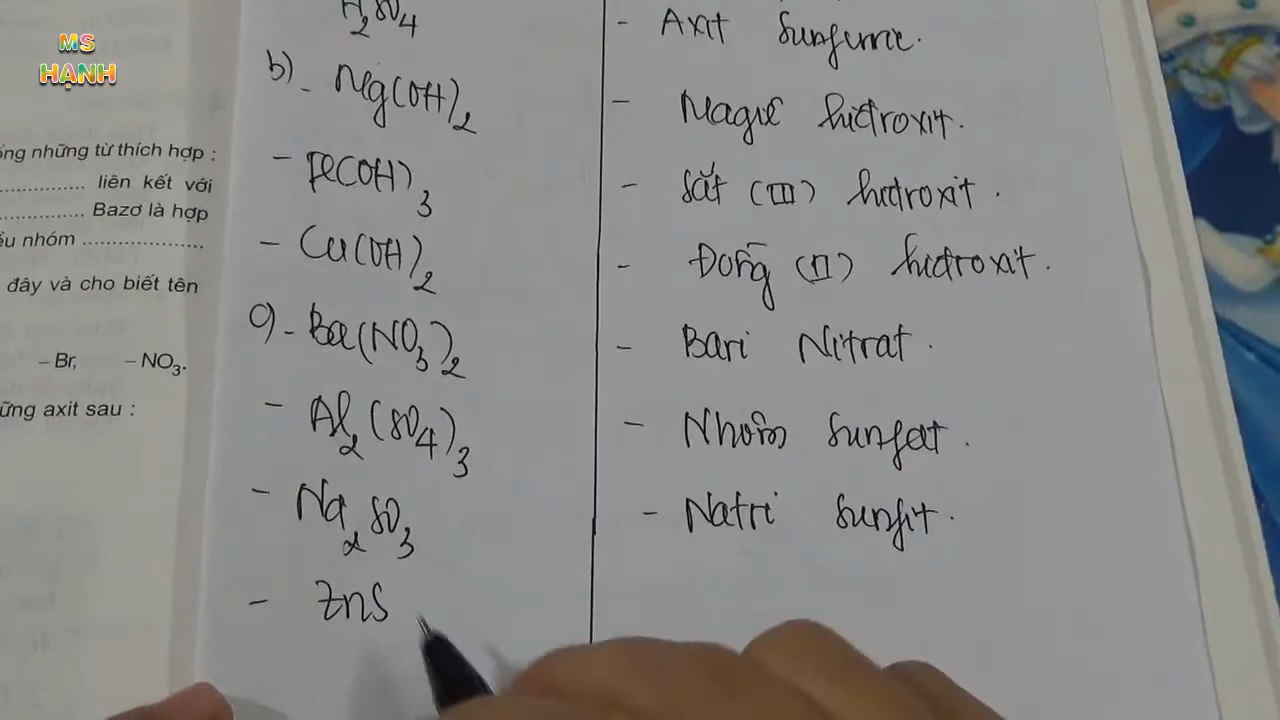 MS
HẠNH
H2SO4
- Axit sunfuric.
b) - Mg(OH)2
- Magie hidroxit.
- Fe(OH)3
- Sắt (III) hidroxit.
- Cu(OH)2
- Đồng (II) hidroxit.
c) - Ba(NO3)2
- Bari Nitrat.
- Al2(SO4)3
- Nhôm Sunfat.
- Na2SO3
- Natri Sunfit.
- ZnS
ống những từ thích hợp :
.............. liên kết với
.............. Bazơ là hợp
ểu nhóm ....................
đây và cho biết tên
– Br, – NO3.
ững axit sau :